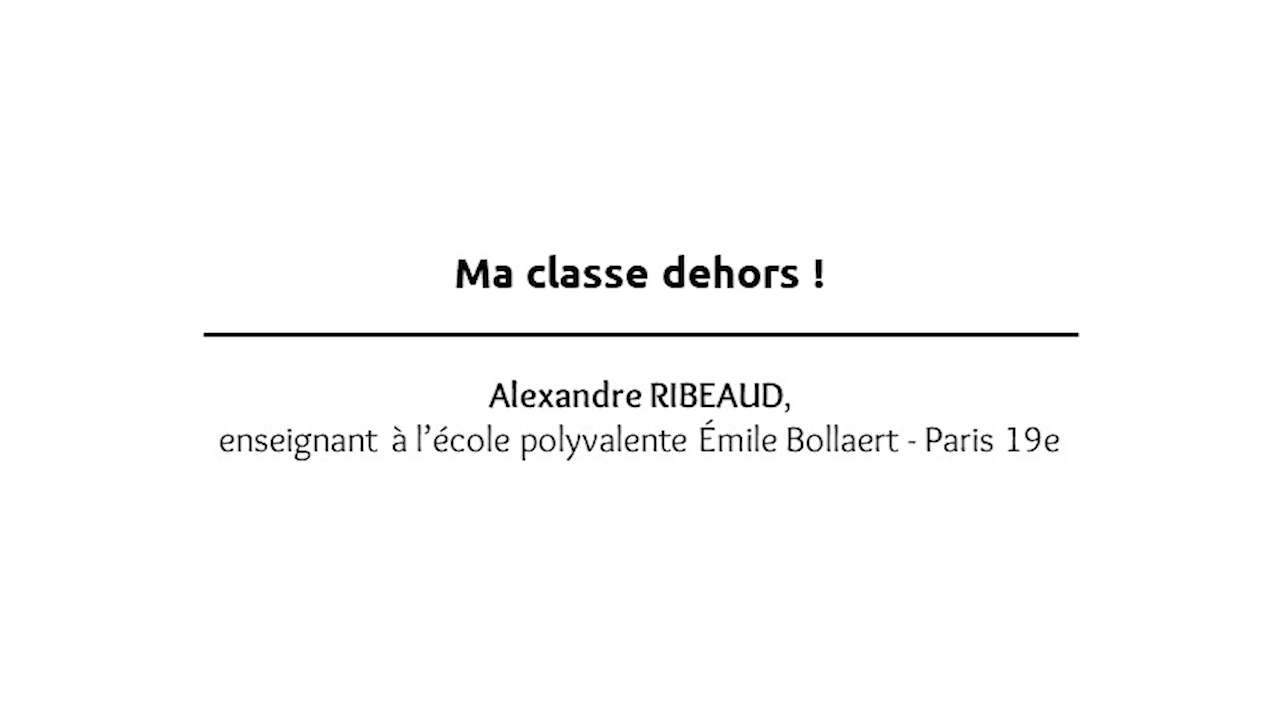 Ma classe dehors !
Alexandre RIBEAUD,
enseignant à l’école polyvalente Émile Bollaert - Paris 19e